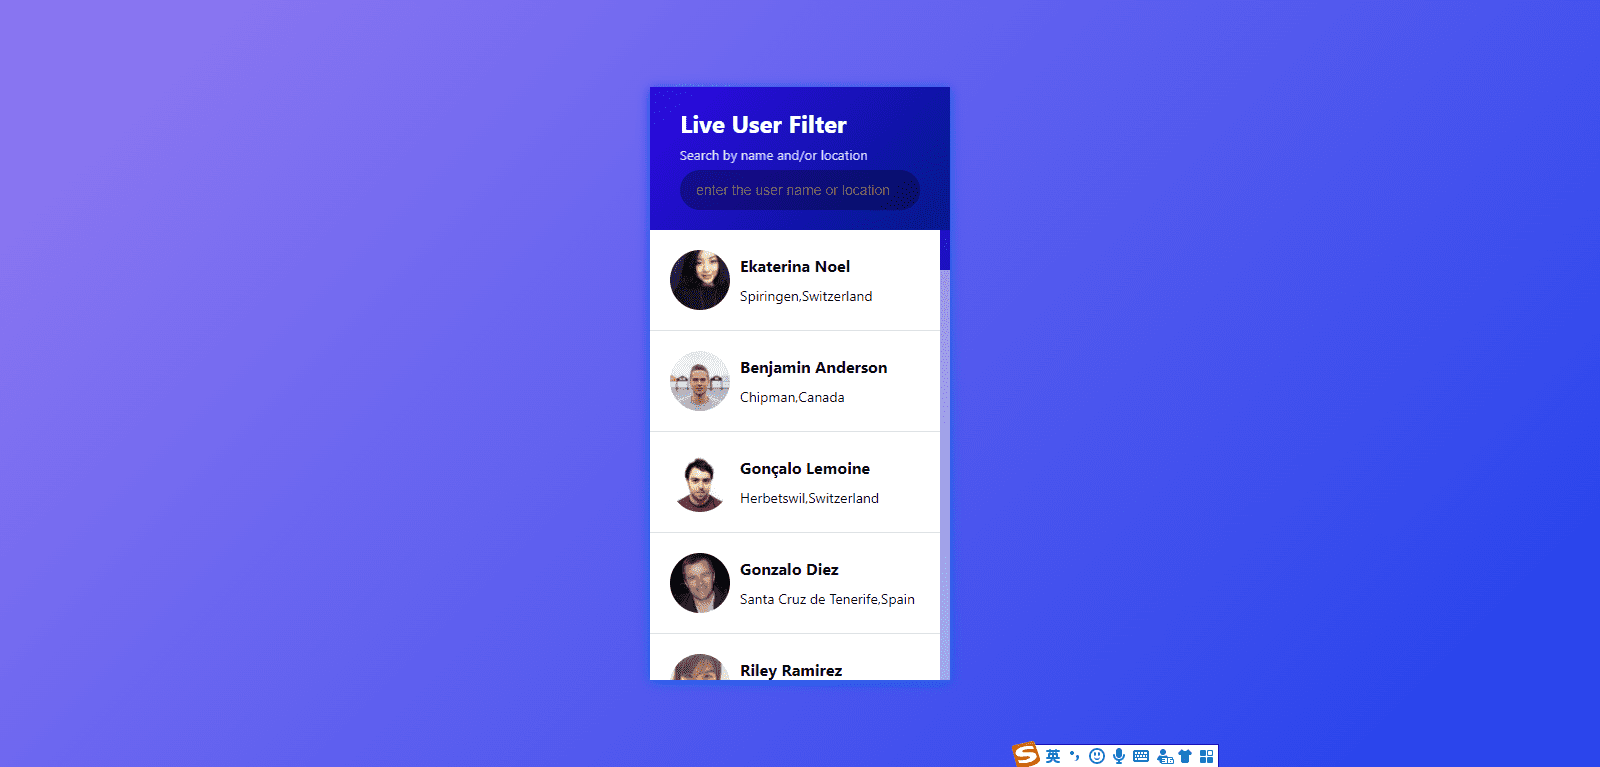 Live User Filter
Search by name and/or location
enter the user name or location
Ekaterina Noel
Spiringen,Switzerland
Benjamin Anderson
Chipman,Canada
Gonçalo Lemoine
Herbetswil,Switzerland
Gonzalo Diez
Santa Cruz de Tenerife,Spain
Riley Ramirez
S 英